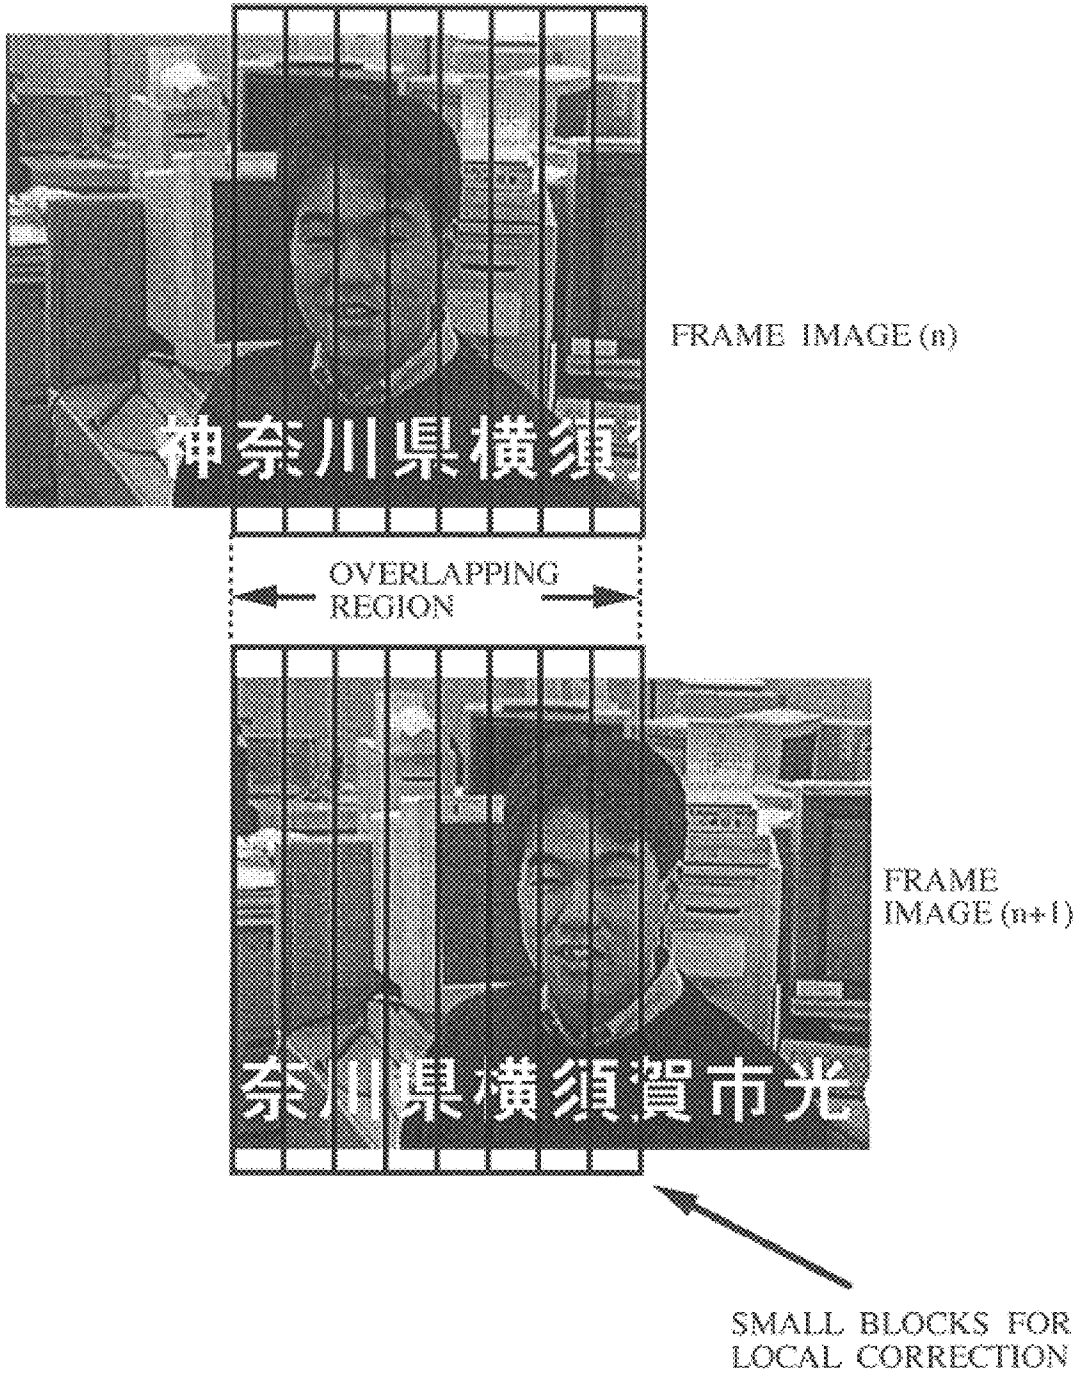 FRAME IMAGE (n)
神奈川県横須
OVERLAPPING
REGION
FRAME
IMAGE (n+1)
奈川県横須賀市光
SMALL BLOCKS FOR
LOCAL CORRECTION